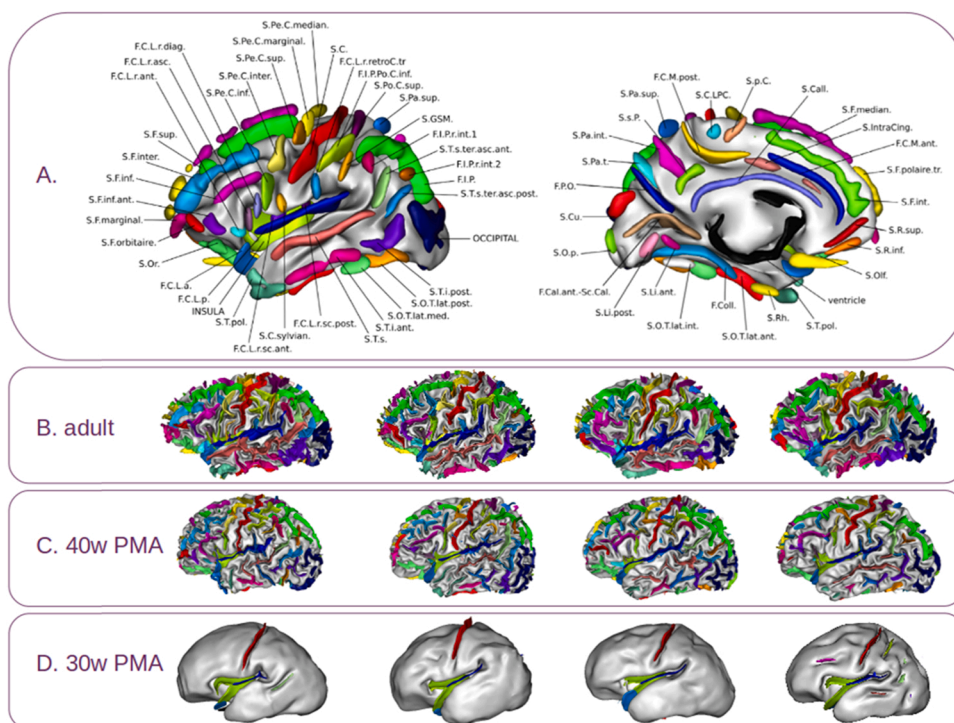 S.Pe.C.median.
S.Pe.C.marginal.
F.C.L.r.diag.
S.C.
S.Pe.C.sup.
F.C.L.r.retroC.tr
F.C.L.r.asc.
S.Pe.C.inter.
F.I.P.Po.C.inf.
F.C.L.r.ant.
S.Po.C.sup.
S.Pe.C.inf.
S.Pa.sup.
S.GSM.
S.F.sup.
F.I.P.r.int.1
S.F.inter.
S.T.s.ter.asc.ant.
S.F.inf.
F.I.P.r.int.2
A.
F.I.P.
S.F.inf.ant.
S.T.s.ter.asc.post.
S.F.marginal.
S.F.orbitaire.
OCCIPITAL
S.Or.
F.C.L.a.
S.T.i.post.
F.C.L.p.
S.O.T.lat.post.
INSULA
S.O.T.lat.med.
S.T.pol.
F.C.L.r.sc.post.
S.T.i.ant.
S.C.sylvian.
S.T.s.
F.C.L.r.sc.ant.
F.C.M.post.
S.p.C.
S.Call.
S.C.LPC.
S.Pa.sup.
S.F.median.
S.s.P.
S.IntraCing.
S.Pa.int.
F.C.M.ant.
S.Pa.t.
S.F.polaire.tr.
F.P.O.
S.F.int.
S.Cu.
S.R.sup.
S.R.inf.
S.O.p.
S.Olf.
F.Cal.ant.-Sc.Cal.
S.Li.ant.
F.Coll.
ventricle
S.Li.post.
S.Rh.
S.T.pol.
S.O.T.lat.int.
S.O.T.lat.ant.
B. adult
C. 40w PMA
D. 30w PMA